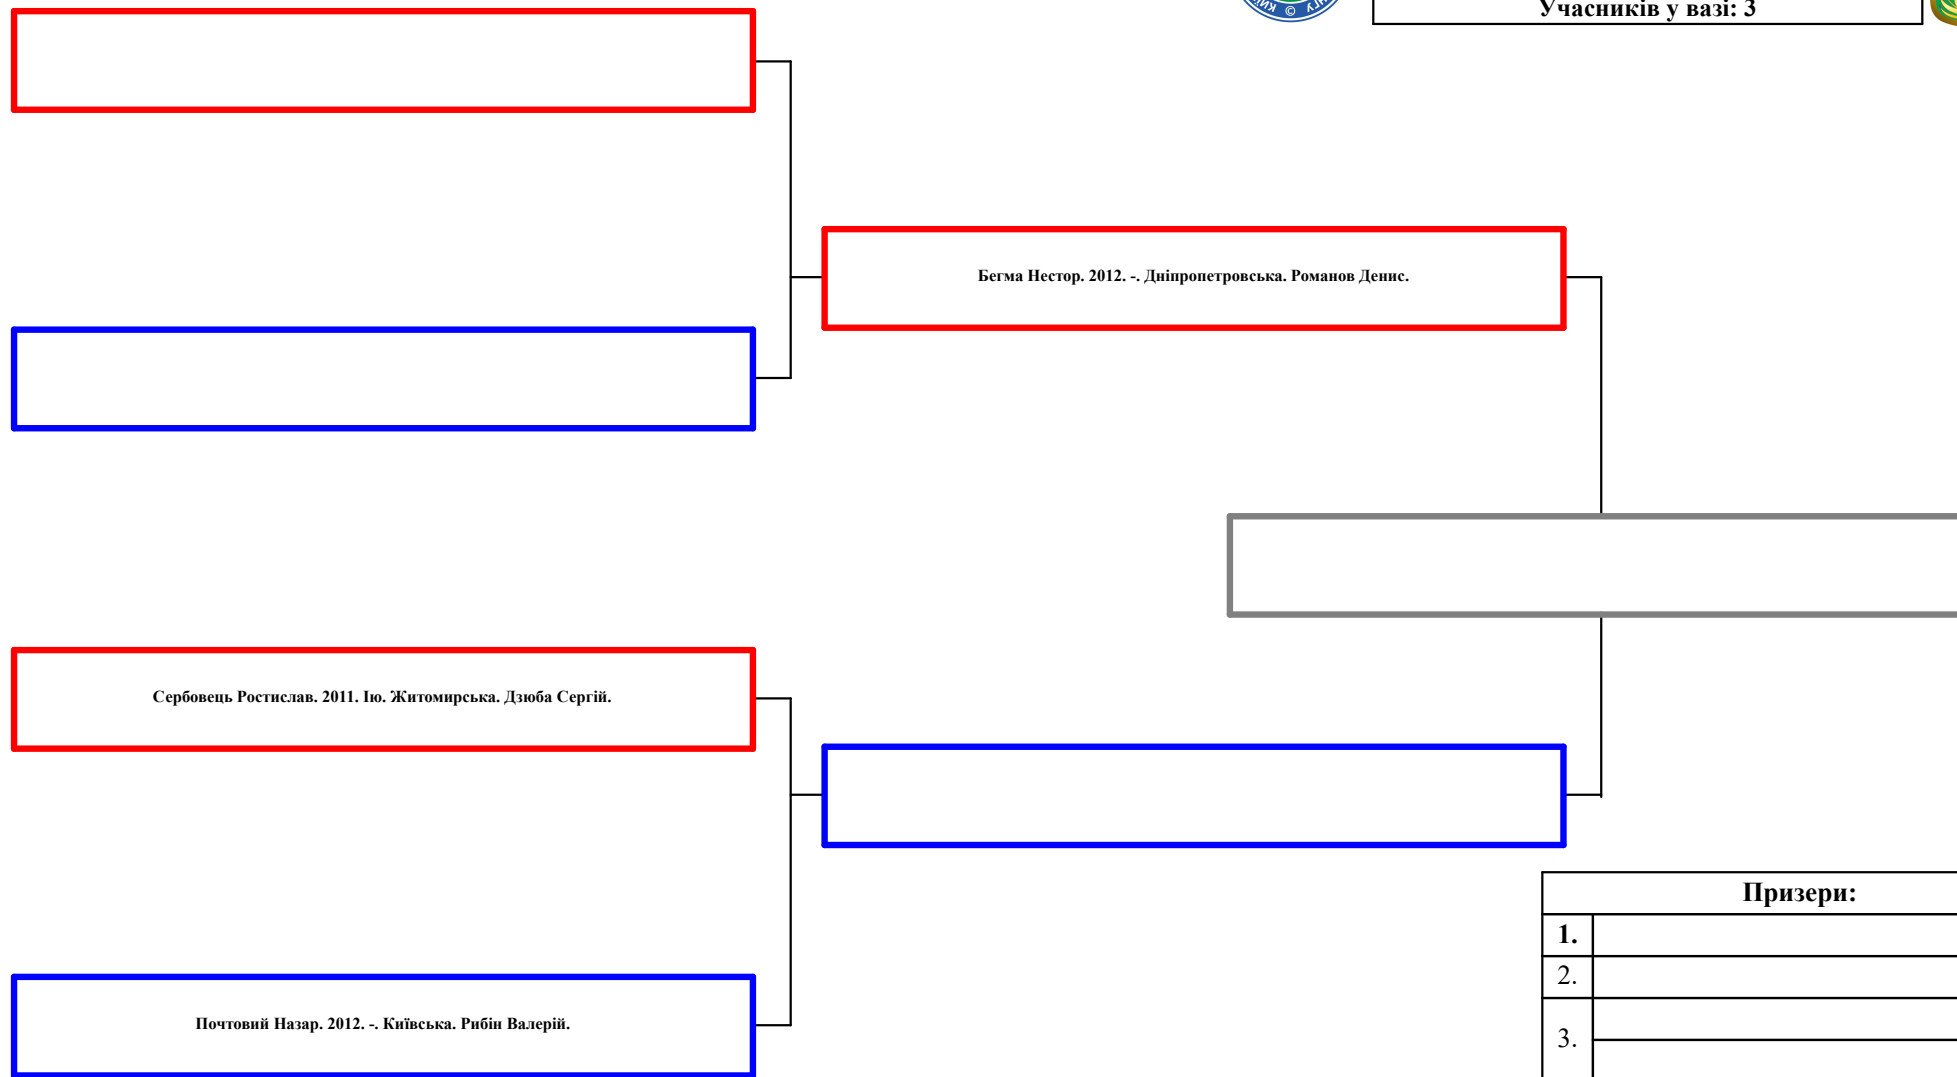 Учасників у вазі: 3
Бегма Нестор. 2012. -. Дніпропетровська. Романов Денис.
Сербовець Ростислав. 2011. Ію. Житомирська. Дзюба Сергій.
Почтовий Назар. 2012. -. Київська. Рибін Валерій.
Призери:
1.
2.
3.